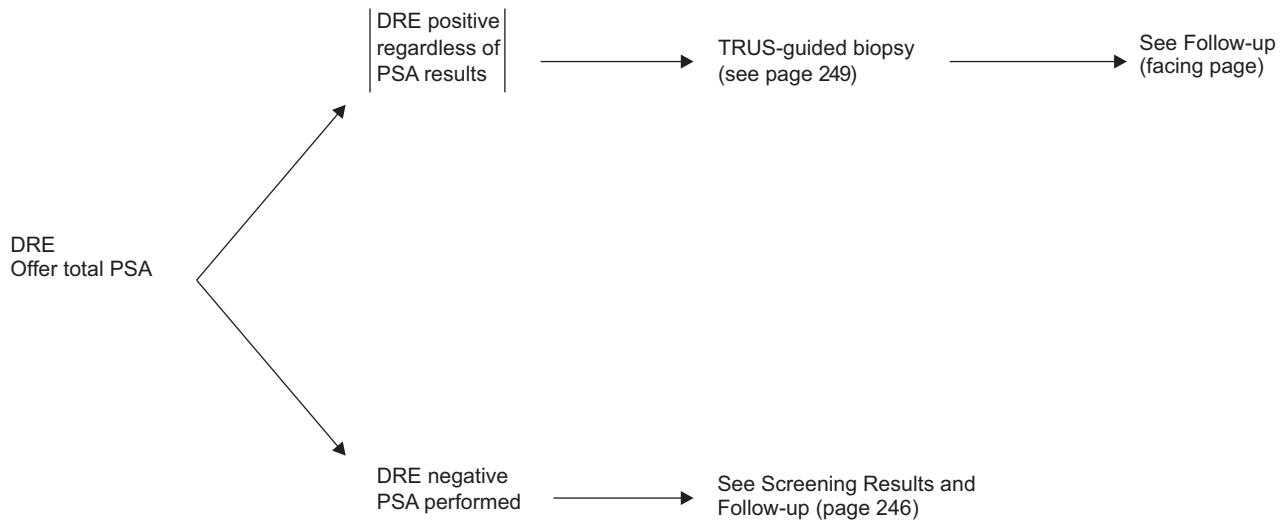 DRE positive
regardless of
PSA results
TRUS-guided biopsy
(see page 249)
See Follow-up
(facing page)
DRE
Offer total PSA
DRE negative
PSA performed
See Screening Results and
Follow-up (page 246)